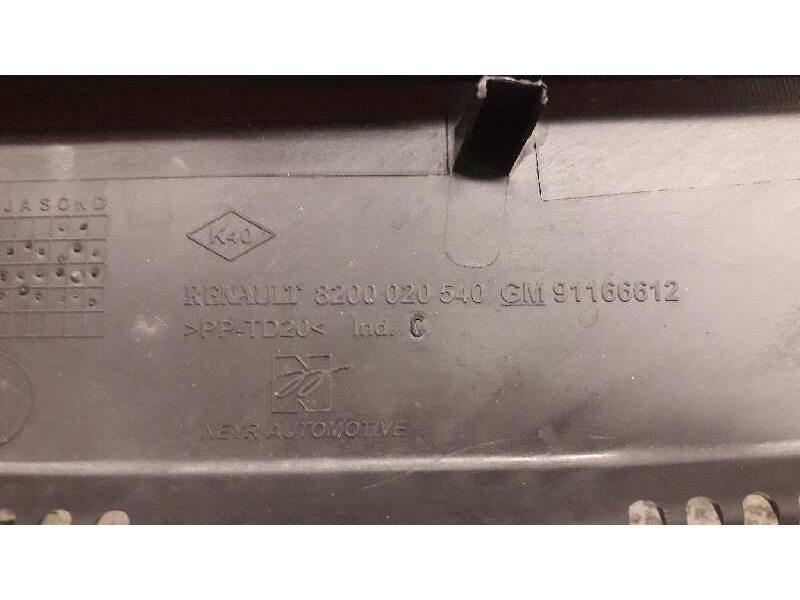 JASOND
K40
RENAULT 8200 020 540 GM 91166612
>PP-TD20< Ind. C
NEYR AUTOMOTIVE